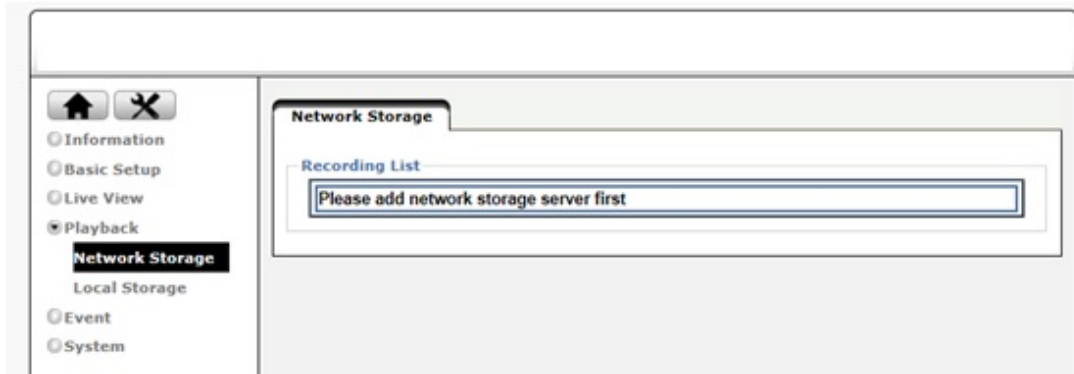 Information
Basic Setup
Live View
Playback
Network Storage
Local Storage
Event
System
Network Storage
Recording List
Please add network storage server first